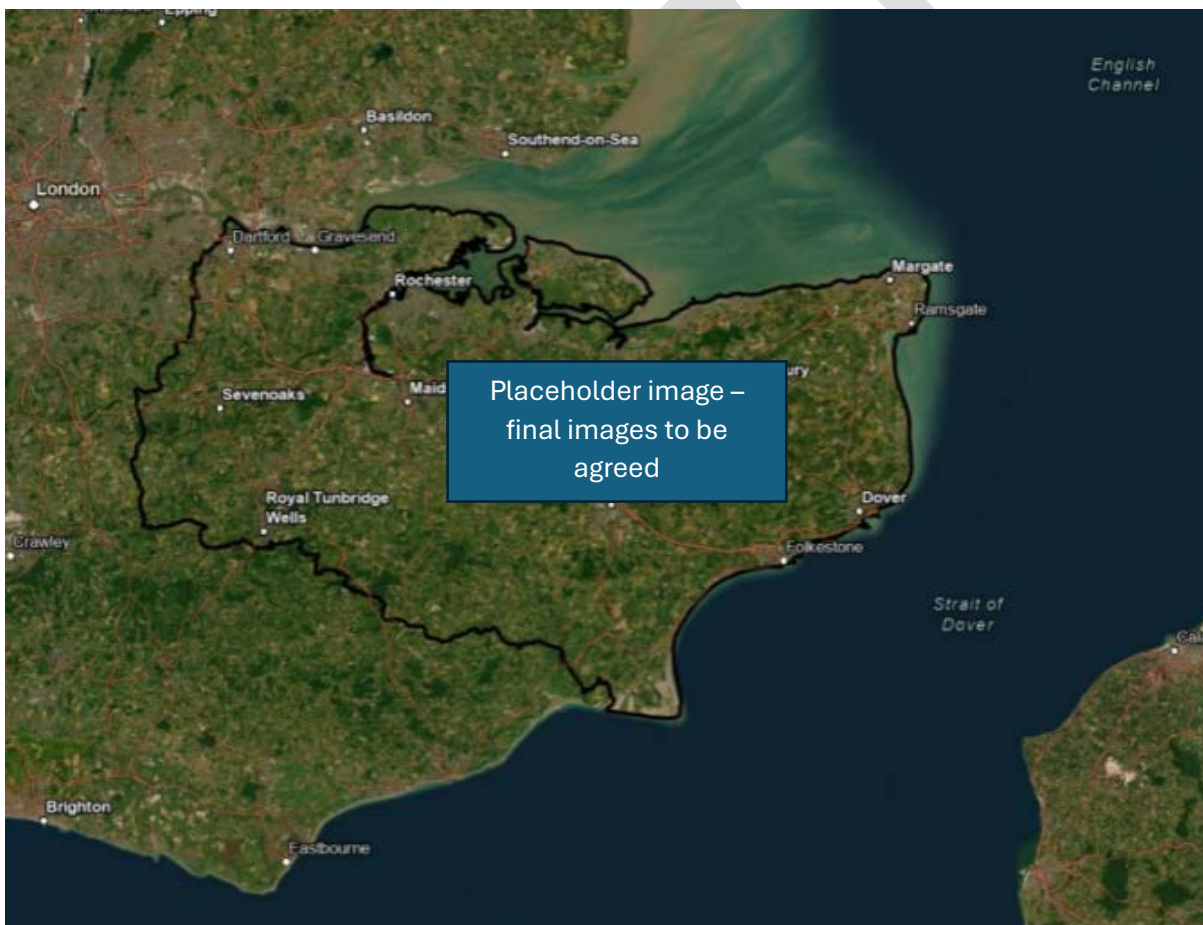 Epping
Basildon
Southend-on-Sea
English
Channel
London
Dartford
Gravesend
Rochester
Margate
Ramsgate
Sevenoaks
Maid
Placeholder image –
final images to be
agreed
ury
Royal Tunbridge
Wells
Dover
Crawley
Folkestone
Strait of
Dover
Cal
Brighton
Eastbourne